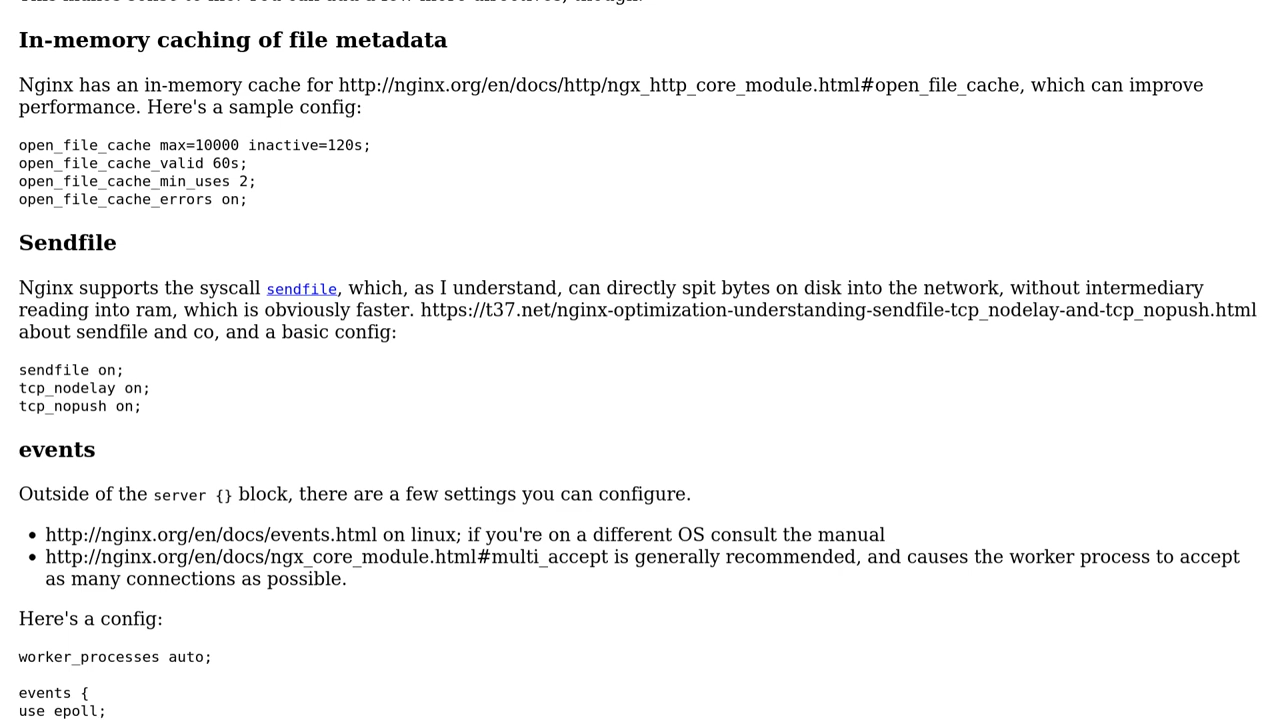 In-memory caching of file metadata
Nginx has an in-memory cache for http://nginx.org/en/docs/http/ngx_http_core_module.html#open_file_cache, which can improve
performance. Here's a sample config:
open_file_cache max=10000 inactive=120s;
open_file_cache_valid 60s;
open_file_cache_min_uses 2;
open_file_cache_errors on;
Sendfile
Nginx supports the syscall sendfile, which, as I understand, can directly spit bytes on disk into the network, without intermediary
reading into ram, which is obviously faster. https://t37.net/nginx-optimization-understanding-sendfile-tcp_nodelay-and-tcp_nopush.html
about sendfile and co, and a basic config:
sendfile on;
tcp_nodelay on;
tcp_nopush on;
events
Outside of the server {} block, there are a few settings you can configure.
• http://nginx.org/en/docs/events.html on linux; if you're on a different OS consult the manual
• http://nginx.org/en/docs/ngx_core_module.html#multi_accept is generally recommended, and causes the worker process to accept
as many connections as possible.
Here's a config:
worker_processes auto;
events {
use epoll;